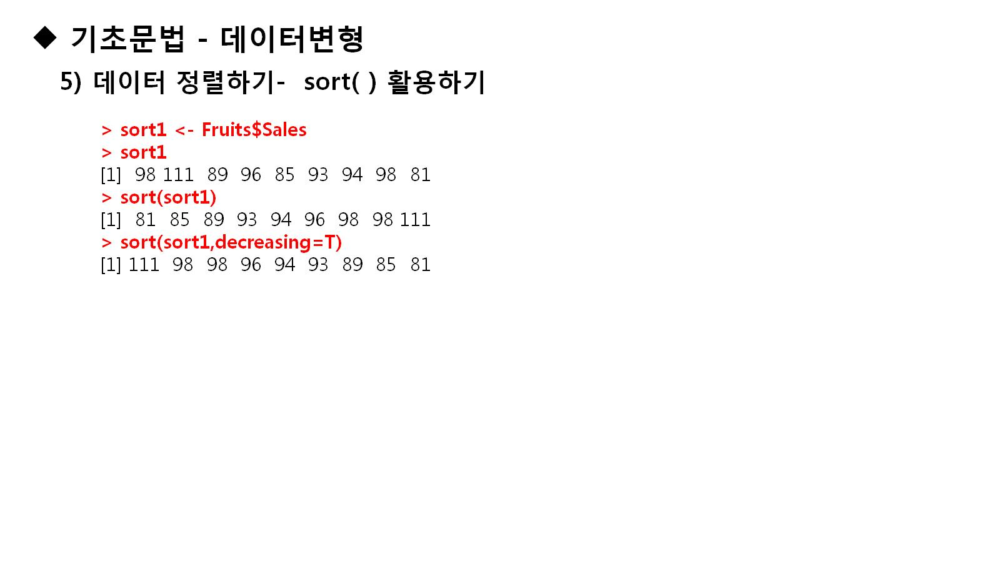 ◆ 기초문법 - 데이터변형
5) 데이터 정렬하기- sort( ) 활용하기
> sort1 <- Fruits$Sales
> sort1
[1] 98 111 89 96 85 93 94 98 81
> sort(sort1)
[1] 81 85 89 93 94 96 98 98 111
> sort(sort1,decreasing=T)
[1] 111 98 98 96 94 93 89 85 81